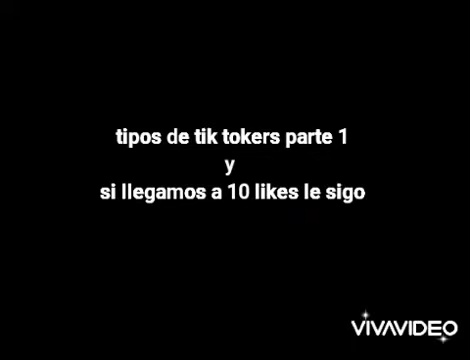 tipos de tik tokers parte 1
y
si llegamos a 10 likes le sigo
VIVAVIDEO